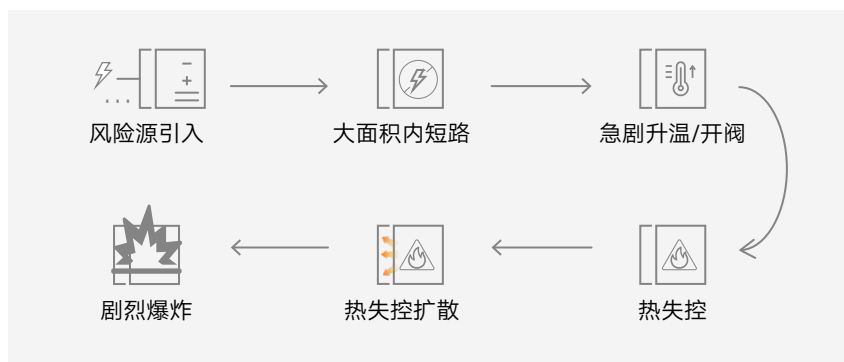 风险源引入
大面积内短路
急剧升温/开阀
热失控
热失控扩散
剧烈爆炸